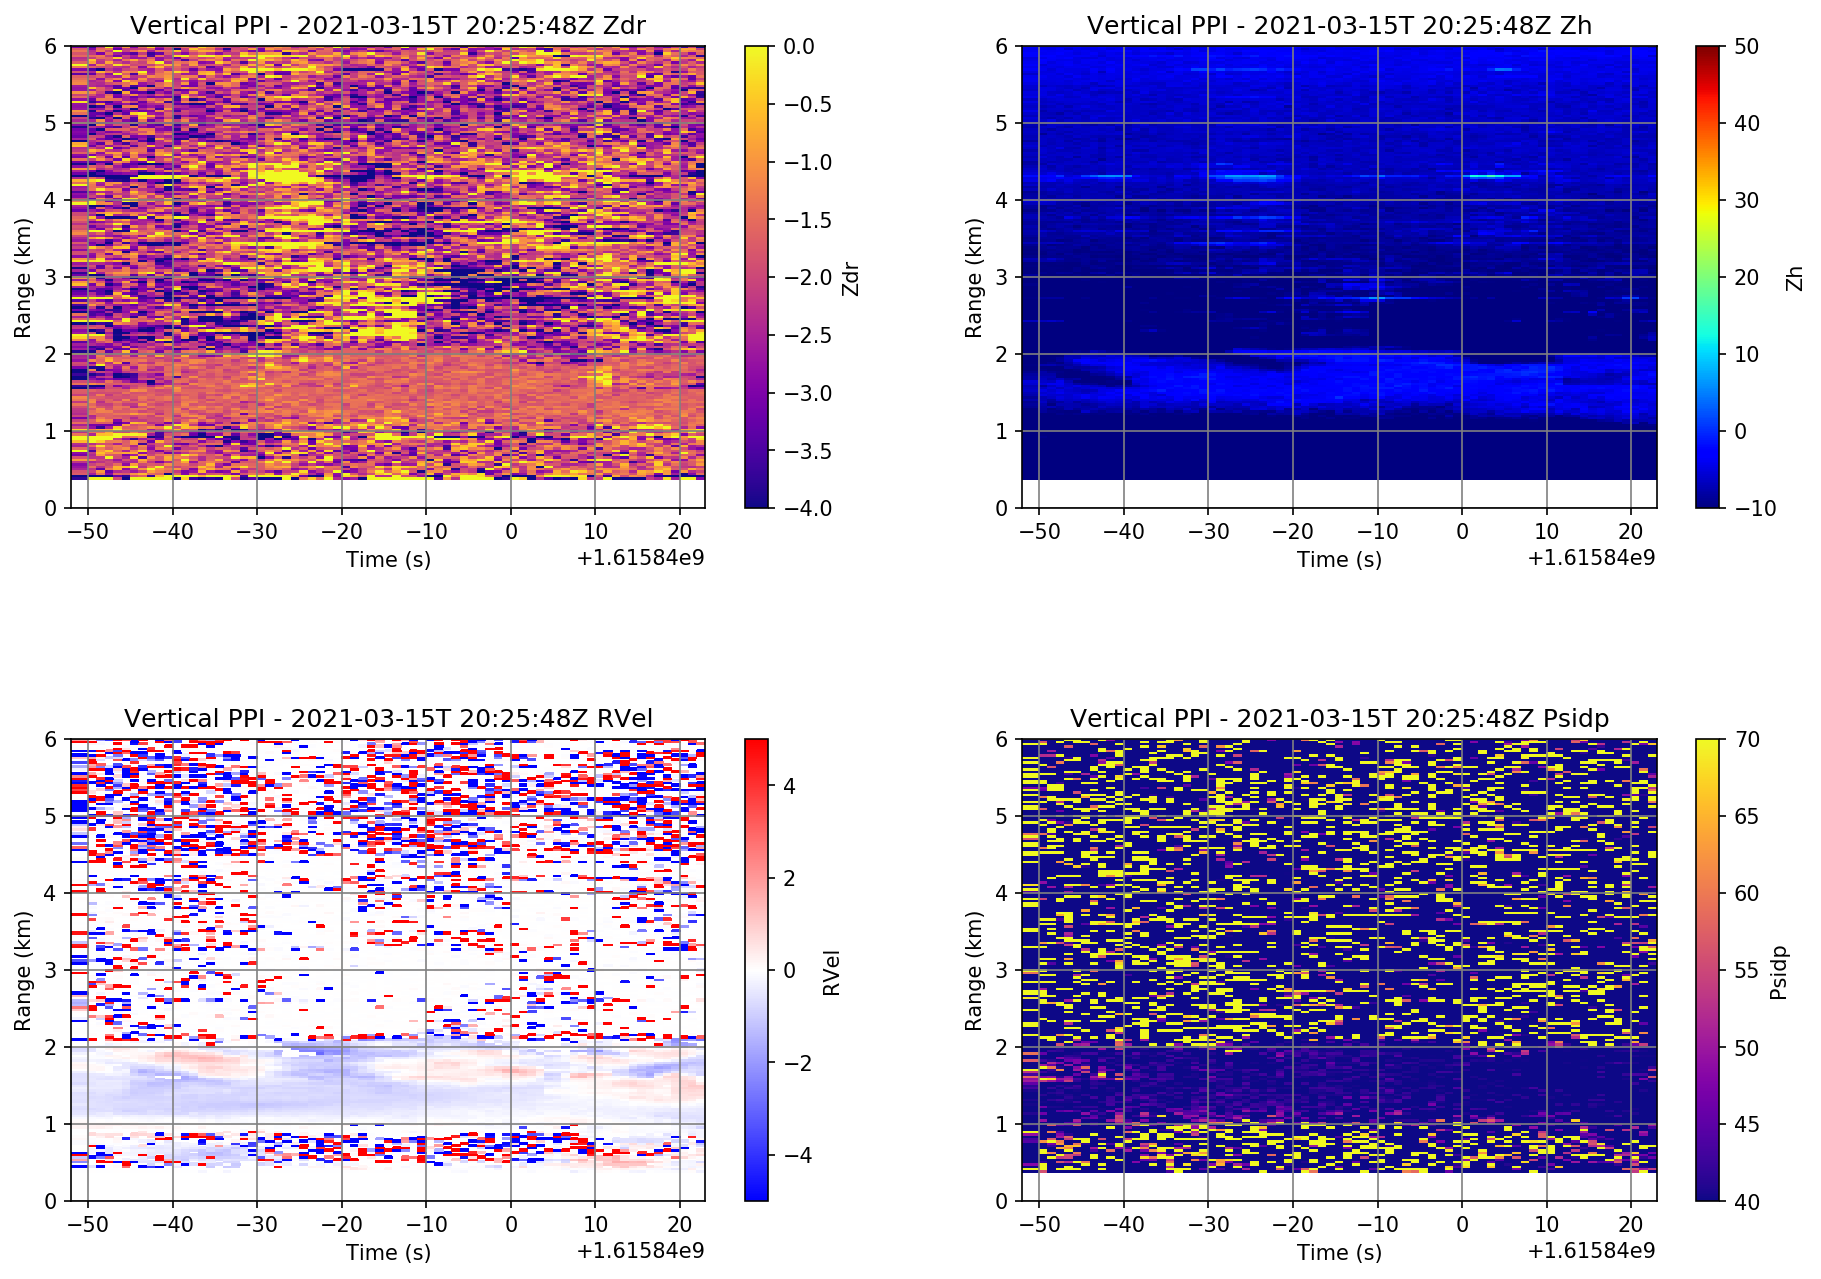 Vertical PPI - 2021-03-15T 20:25:48Z Zdr
6
5
4
3
2
1
0
Range (km)
−50 −40 −30 −20 −10 0 10 20
Time (s)
+1.61584e9
0.0
−0.5
−1.0
−1.5
−2.0
−2.5
−3.0
−3.5
−4.0
Zdr
Vertical PPI - 2021-03-15T 20:25:48Z Zh
6
5
4
3
2
1
0
Range (km)
−50 −40 −30 −20 −10 0 10 20
Time (s)
+1.61584e9
50
40
30
20
10
0
−10
Zh
Vertical PPI - 2021-03-15T 20:25:48Z RVel
6
5
4
3
2
1
0
Range (km)
−50 −40 −30 −20 −10 0 10 20
Time (s)
+1.61584e9
4
2
0
−2
−4
RVel
Vertical PPI - 2021-03-15T 20:25:48Z Psidp
6
5
4
3
2
1
0
Range (km)
−50 −40 −30 −20 −10 0 10 20
Time (s)
+1.61584e9
70
65
60
55
50
45
40
Psidp